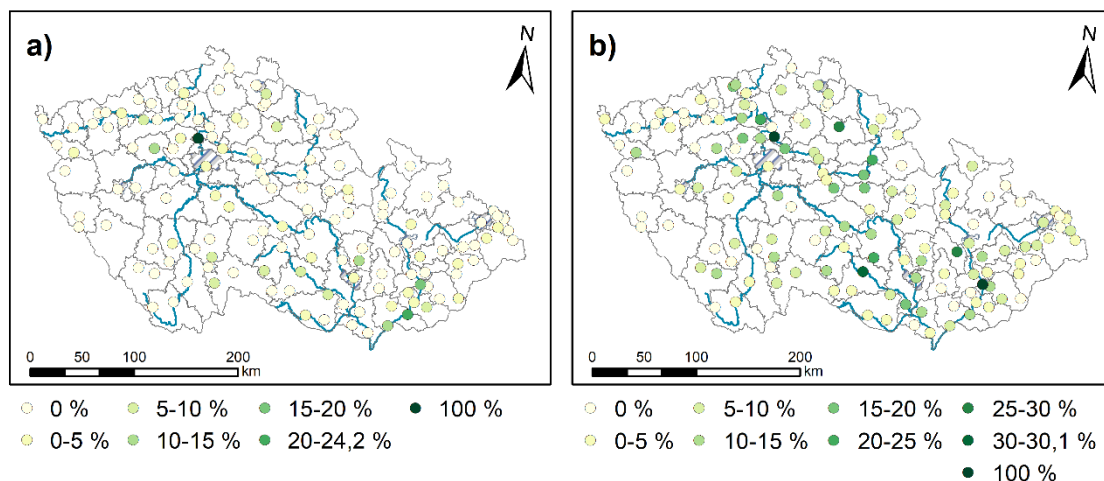 a)
N
0 50 100 200
km
b)
N
0 50 100 200
km
0 % 5-10 % 15-20 % 100 %
0-5 % 10-15 % 20-24,2 %
0 % 5-10 % 15-20 % 25-30 %
0-5 % 10-15 % 20-25 % 30-30,1 %
100 %